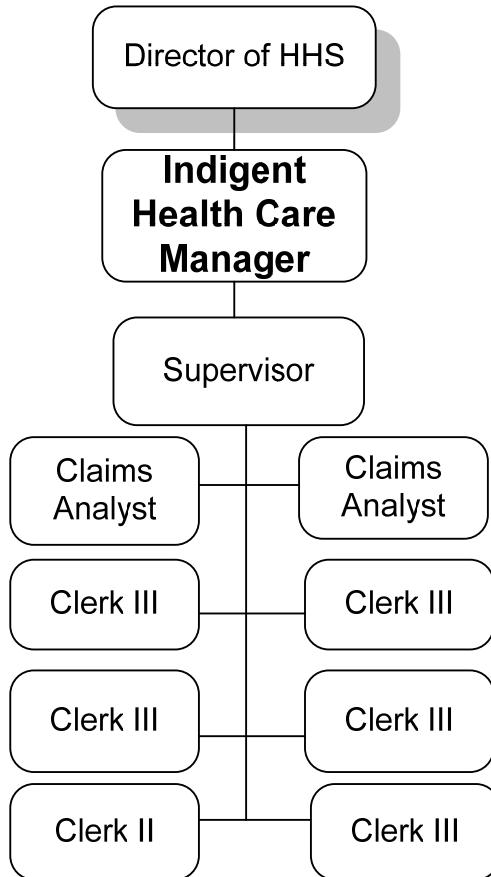 Director of HHS
Indigent
Health Care
Manager
Supervisor
Claims
Analyst
Claims
Analyst
Clerk III
Clerk III
Clerk III
Clerk III
Clerk II
Clerk III